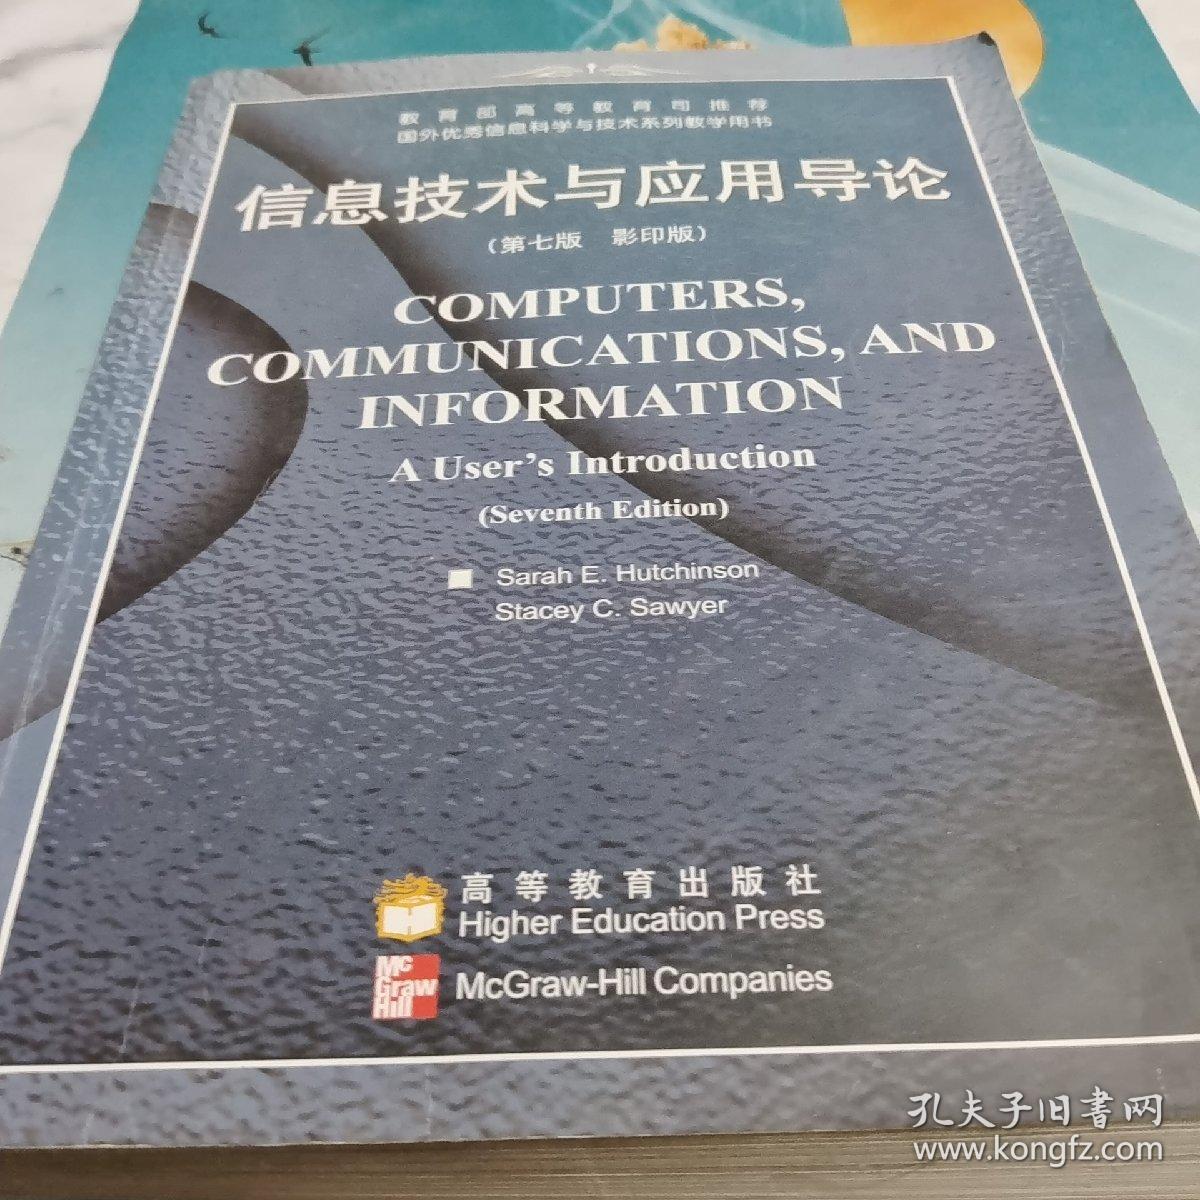 教育部高等教育司推荐
国外优秀信息科学与技术系列教学用书
信息技术与应用导论
（第七版 影印版）
COMPUTERS,
COMMUNICATIONS, AND
INFORMATION
A User's Introduction
(Seventh Edition)
Sarah E. Hutchinson
Stacey C. Sawyer
高等教育出版社
Higher Education Press
Mc
Graw
Hill
McGraw-Hill Companies
孔夫子旧书网
www.kongfz.com